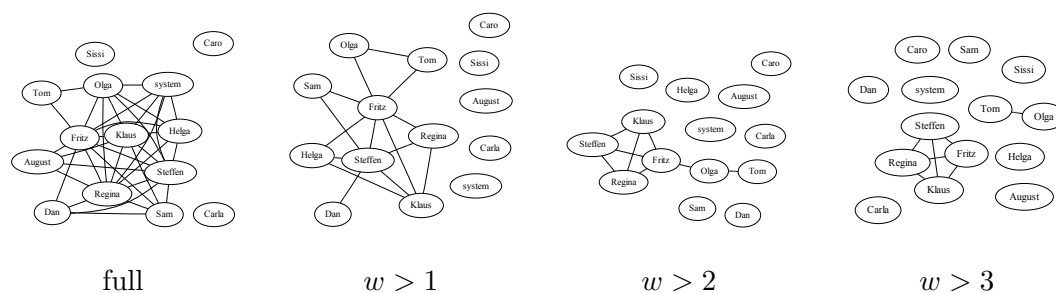 Sissi
Caro
Tom
Olga
system
Fritz
Klaus
Helga
August
Steffen
Regina
Dan
Sam
Carla
full
Caro
Olga
Tom
Sissi
Sam
Fritz
August
Regina
Helga
Steffen
Carla
system
Klaus
Dan
w > 1
Caro
Sissi
Helga
August
Klaus
system
Carla
Steffen
Fritz
Olga
Tom
Regina
Sam
Dan
w > 2
Caro
Sam
Sissi
Dan
system
Tom
Olga
Steffen
Regina
Fritz
Helga
Klaus
August
Carla
w > 3